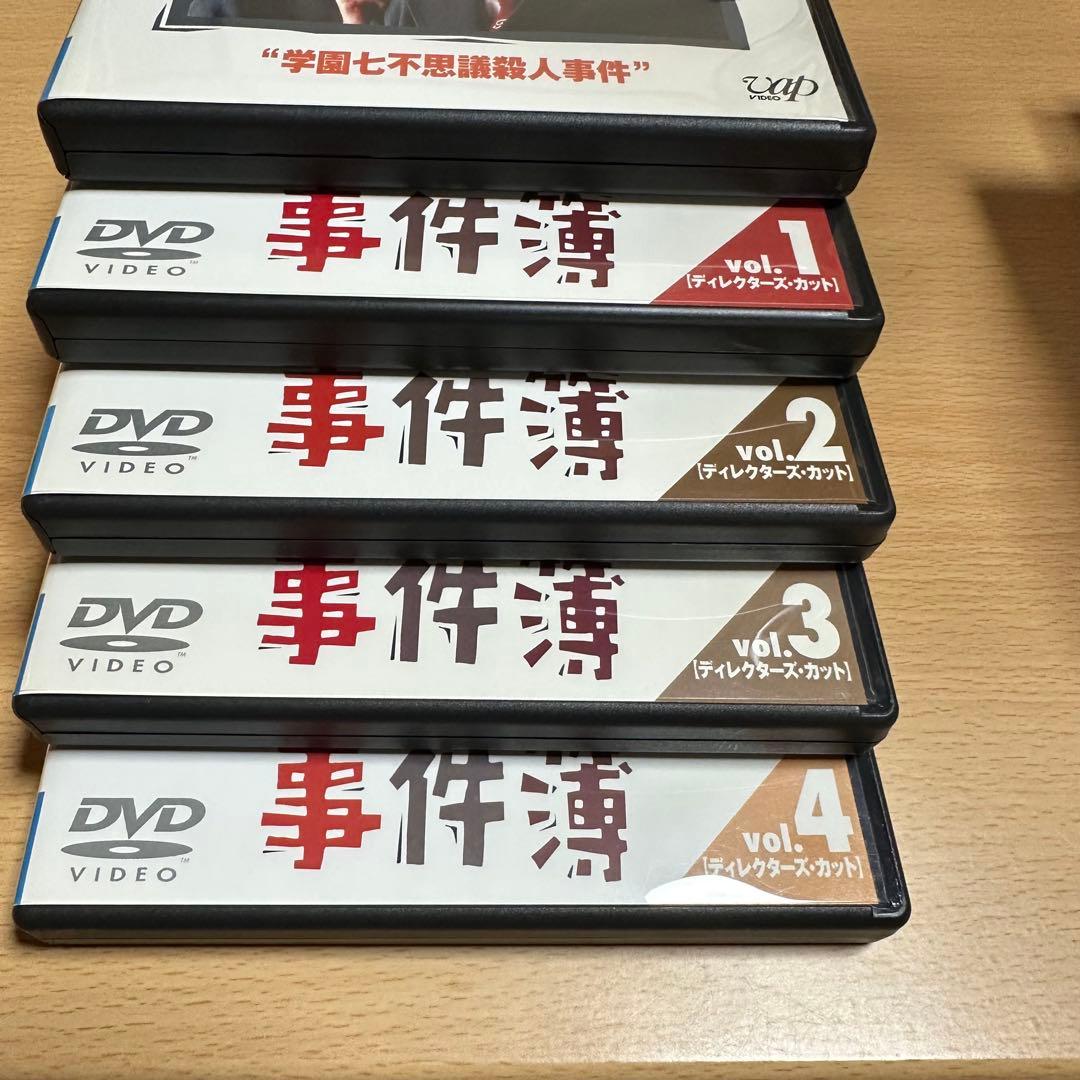 “学園七不思議殺人事件”
vap
VIDEO
DVD
VIDEO™
事件簿
vol.1
[ディレクターズ・カット]
DVD
VIDEO™
事件簿
vol.2
[ディレクターズ・カット]
DVD
VIDEO™
事件簿
vol.3
[ディレクターズ・カット]
DVD
VIDEO™
事件簿
vol.4
[ディレクターズ・カット]